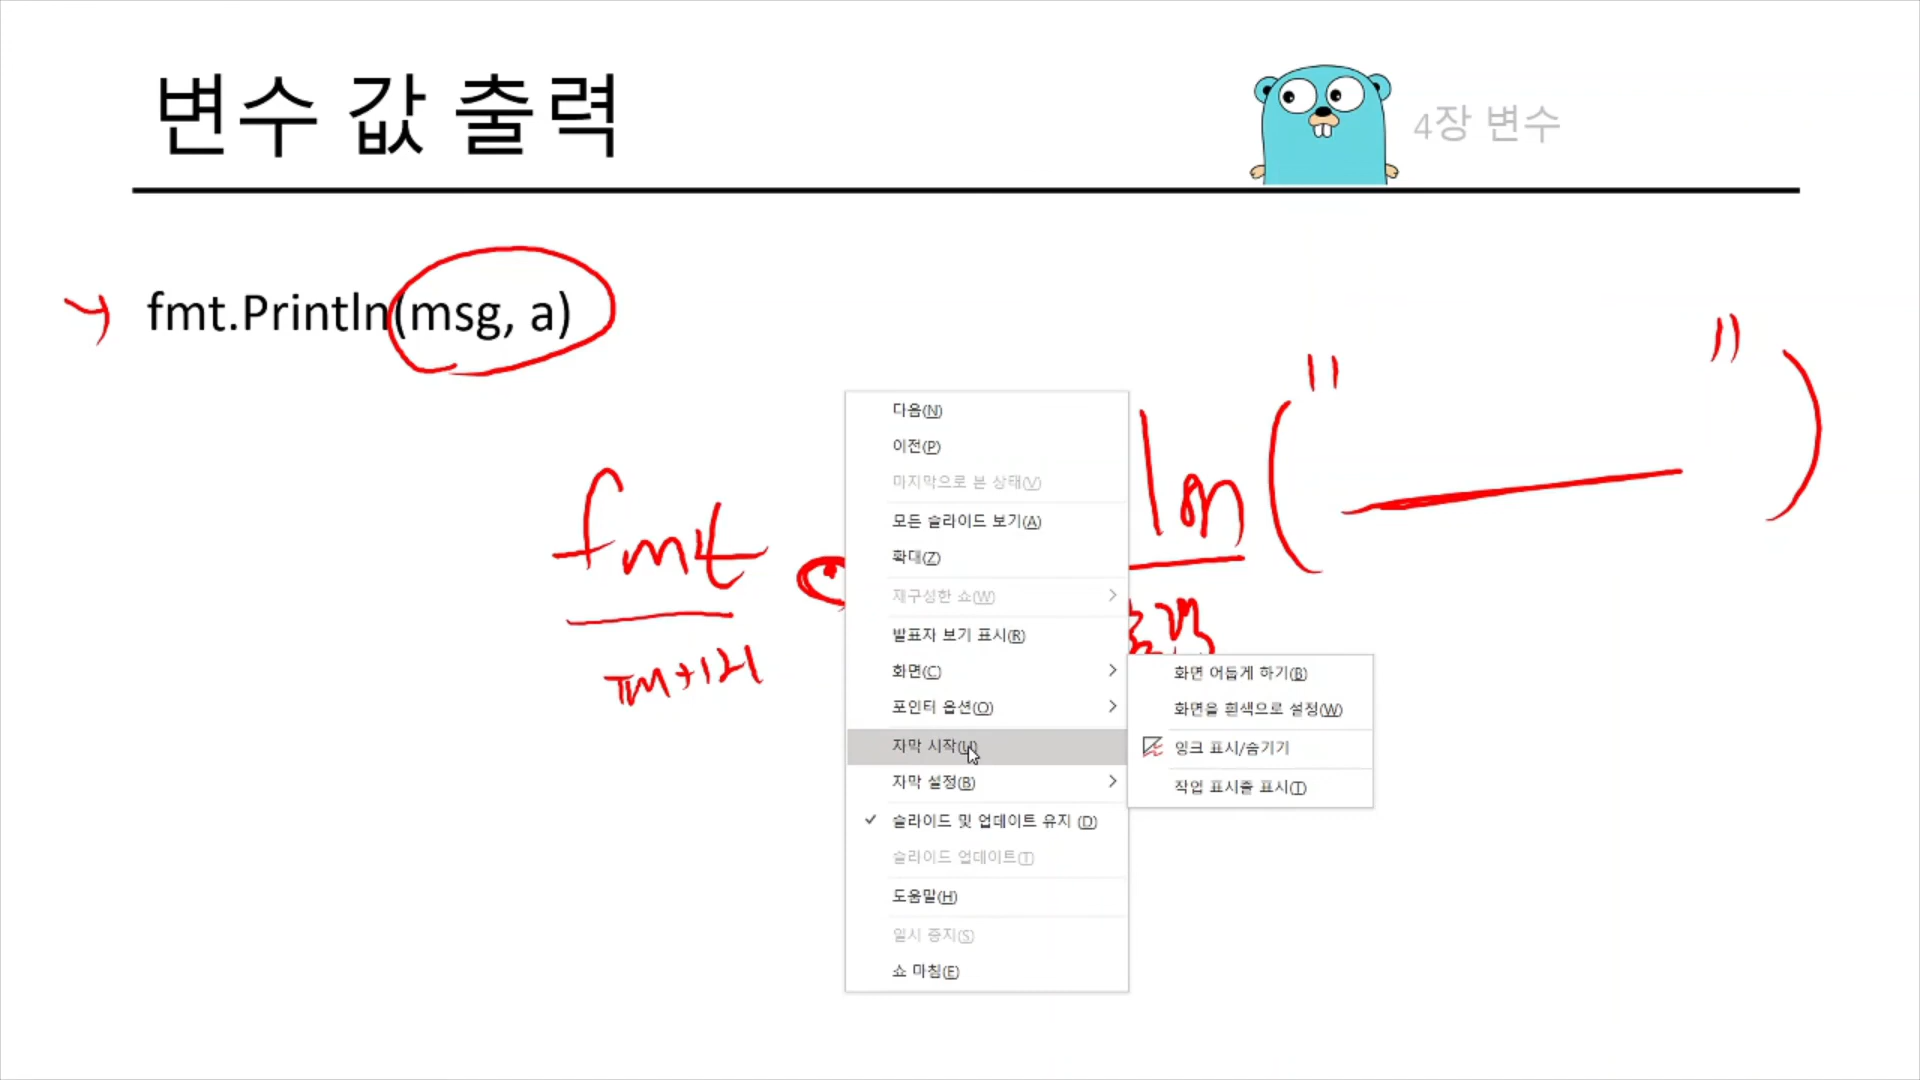 변수 값 출력
4장 변수
fmt.Println(msg, a)
fmt
ln("
")
다음(N)
이전(P)
마지막으로 본 상태(V)
모든 슬라이드 보기(A)
확대(Z)
재구성한 쇼(W)
발표자 보기 표시(R)
화면(C)
포인터 옵션(O)
자막 시작(U)
자막 설정(B)
슬라이드 및 업데이트 유지 (D)
슬라이드 업데이트(T)
도움말(H)
일시 중지(S)
쇼 마침(E)
화면 어둡게 하기(B)
화면을 흰색으로 설정(W)
잉크 표시/숨기기
작업 표시줄 표시(T)